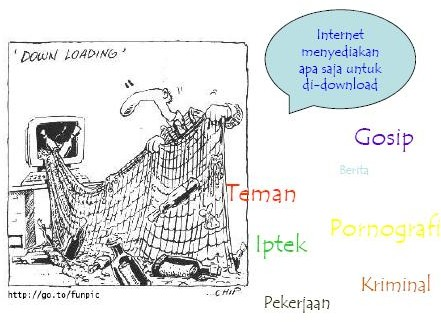 'DOWN LOADING'
Internet
menyediakan
apa saja untuk
di-download
Gosip
Berita
Teman
Pornografi
Iptek
Kriminal
Pekerjaan
CHIP
http://go.to/funpic